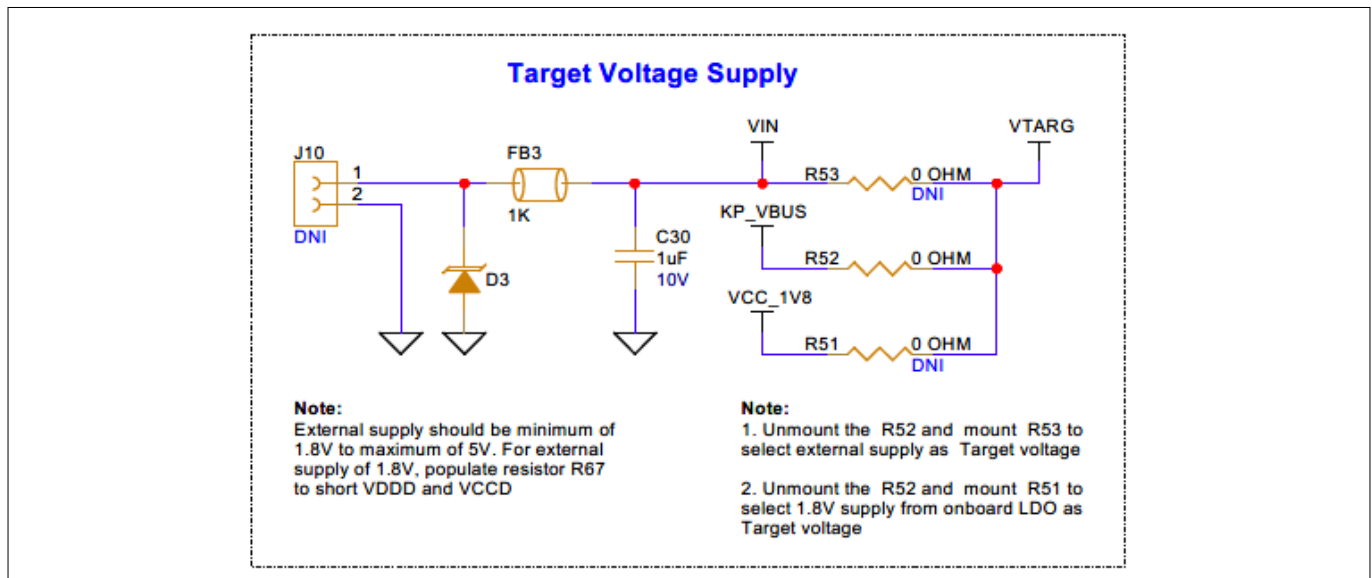 Target Voltage Supply
VIN
VTARG
J10
FB3
1
2
R53
0 OHM
DNI
1K
DNI
KP_VBUS
C30
1uF
10V
R52
0 OHM
D3
VCC_1V8
R51
0 OHM
DNI
Note:
External supply should be minimum of
1.8V to maximum of 5V. For external
supply of 1.8V, populate resistor R67
to short VDDD and VCCD
Note:
1. Unmount the R52 and mount R53 to
select external supply as Target voltage
2. Unmount the R52 and mount R51 to
select 1.8V supply from onboard LDO as
Target voltage